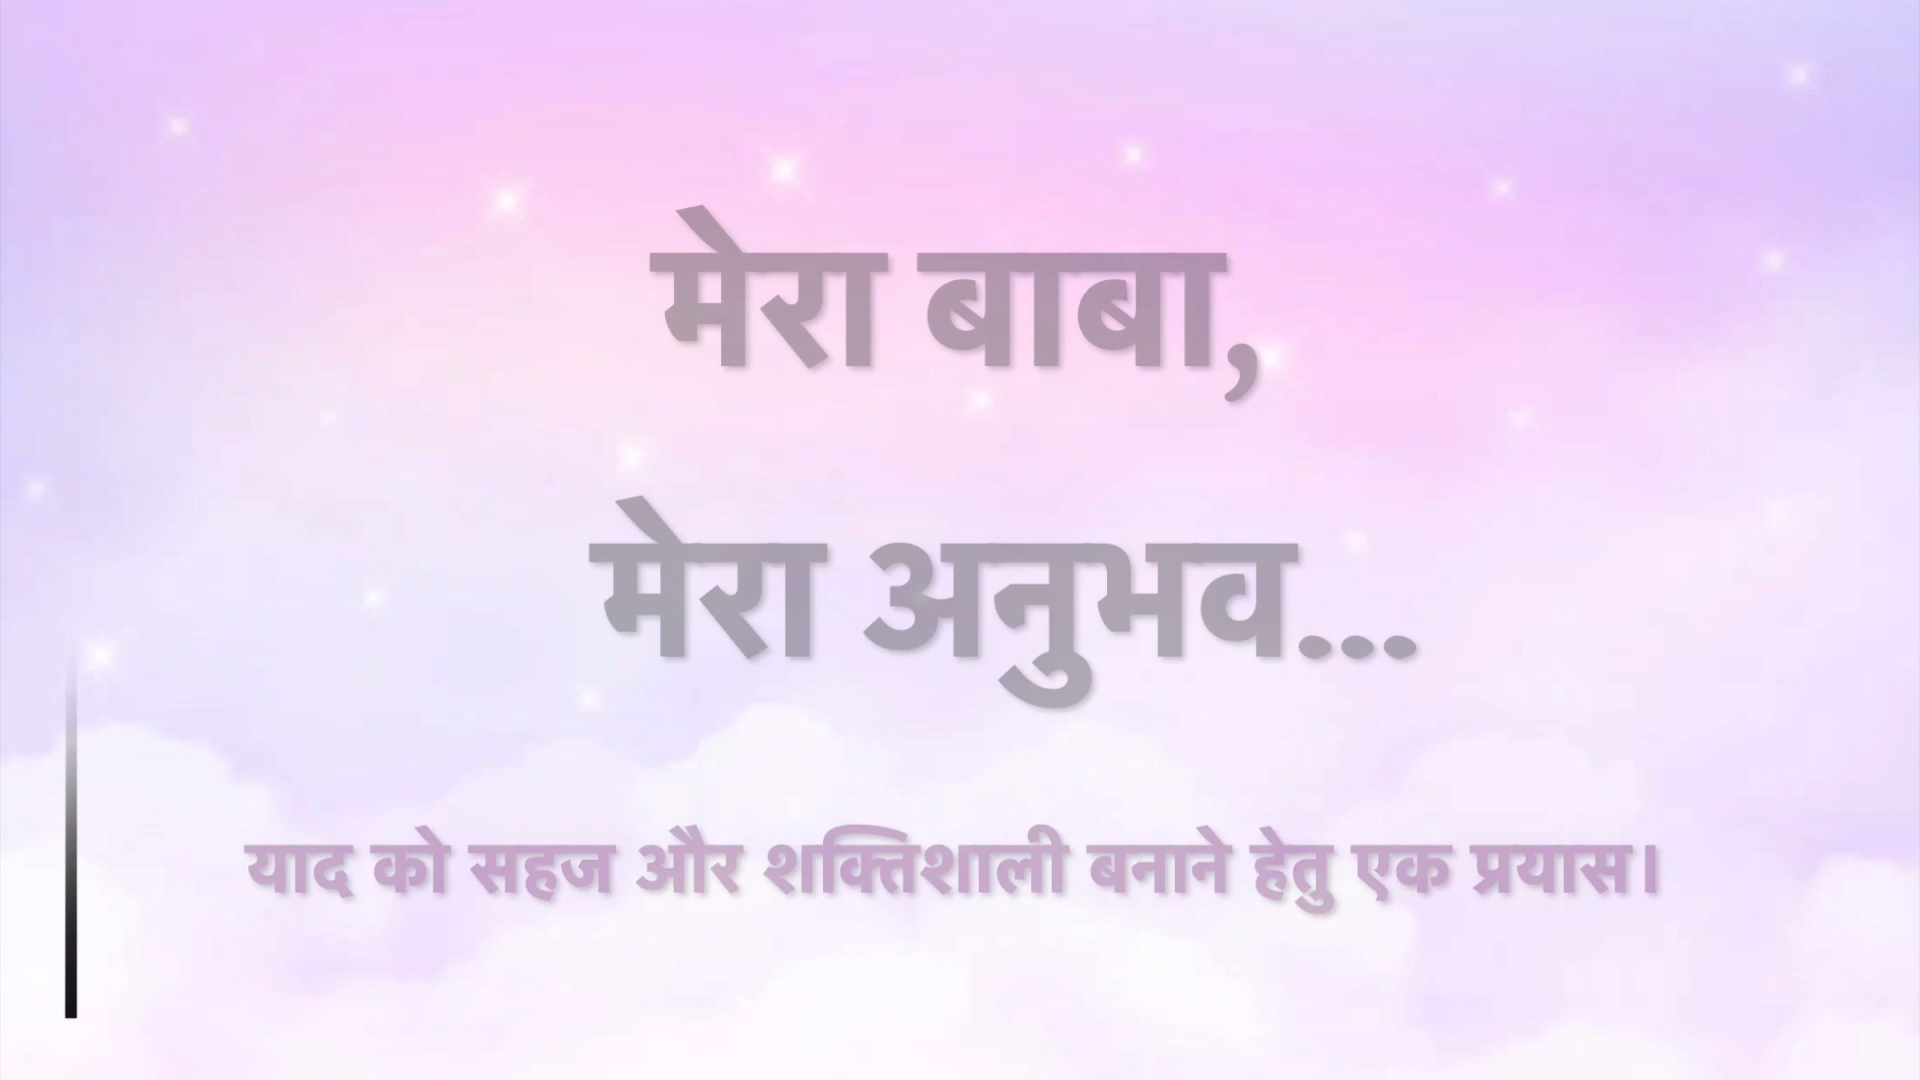 मेरा बाबा,
मेरा अनुभव...
याद को सहज और शक्तिशाली बनाने हेतु एक प्रयास।